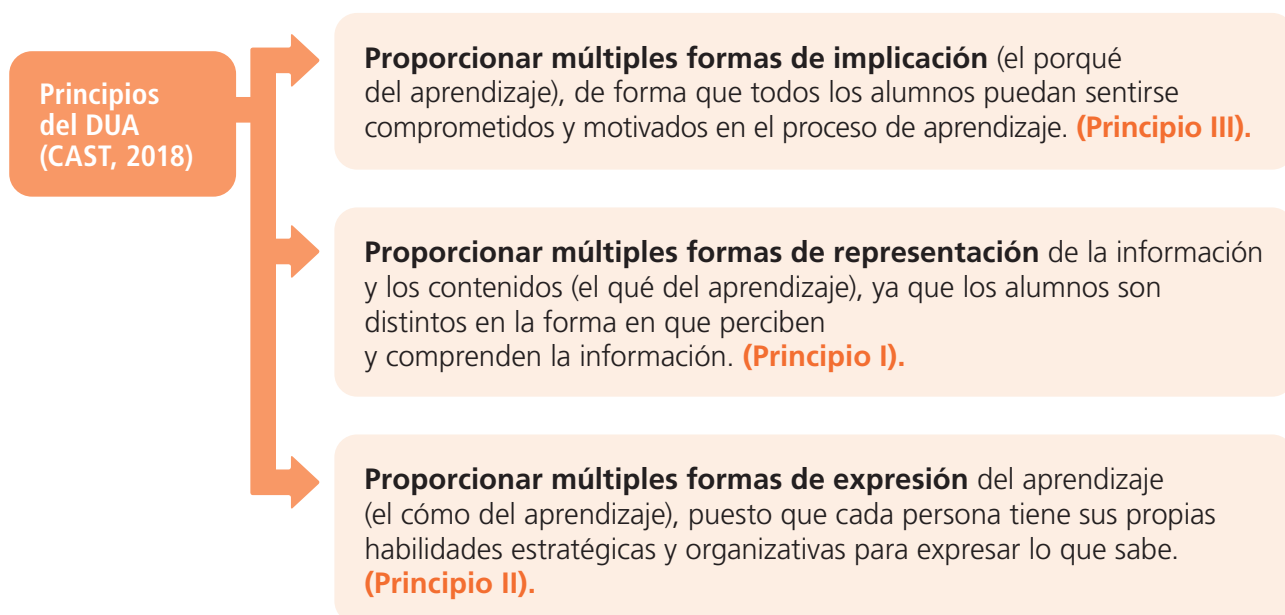 Principios
del DUA
(CAST, 2018)
Proporcionar múltiples formas de implicación (el porqué
del aprendizaje), de forma que todos los alumnos puedan sentirse
comprometidos y motivados en el proceso de aprendizaje. (Principio III).
Proporcionar múltiples formas de representación de la información
y los contenidos (el qué del aprendizaje), ya que los alumnos son
distintos en la forma en que perciben
y comprenden la información. (Principio I).
Proporcionar múltiples formas de expresión del aprendizaje
(el cómo del aprendizaje), puesto que cada persona tiene sus propias
habilidades estratégicas y organizativas para expresar lo que sabe.
(Principio II).